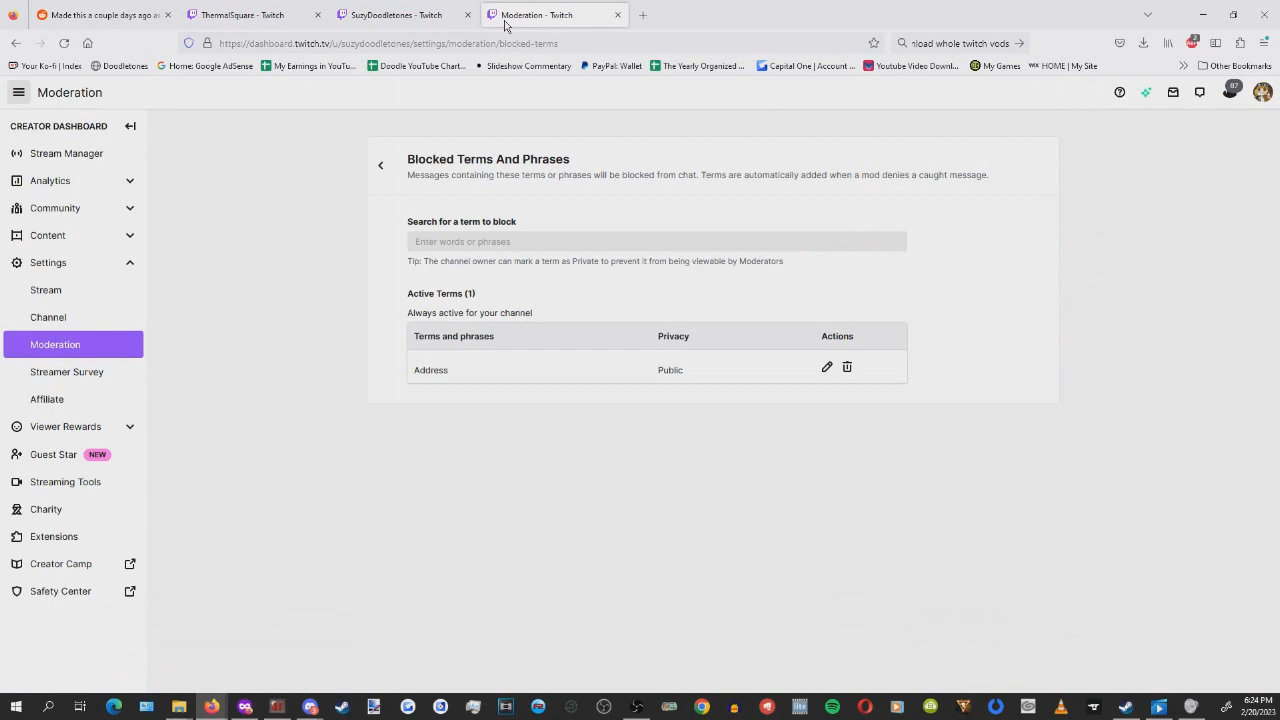 Made this a couple days ago as
ThermalSquare - Twitch
SuzyDoodletones - Twitch
Moderation - Twitch
https://dashboard.twitch.tv/u/suzydoodletones/settings/moderation/blocked-terms
nload whole twitch vods
Your Ko-fi | Index
Doodletones
Home: Google AdSense
My Earnings in YouTu...
Doodle YouTube Chart...
Slideshow Commentary
PayPal: Wallet
The Yearly Organized ...
Capital One | Account ...
Youtube Video Downl...
My Games
WIX
HOME | My Site
Other Bookmarks
Moderation
87
CREATOR DASHBOARD
Stream Manager
Analytics
Community
Content
Settings
Stream
Channel
Moderation
Streamer Survey
Affiliate
Viewer Rewards
Guest Star NEW
Streaming Tools
Charity
Extensions
Creator Camp
Safety Center
Blocked Terms And Phrases
Messages containing these terms or phrases will be blocked from chat. Terms are automatically added when a mod denies a caught message.
Search for a term to block
Enter words or phrases
Tip: The channel owner can mark a term as Private to prevent it from being viewable by Moderators
Active Terms (1)
Always active for your channel
Terms and phrases Privacy Actions
Address Public
lite
6:24 PM
2/20/2023